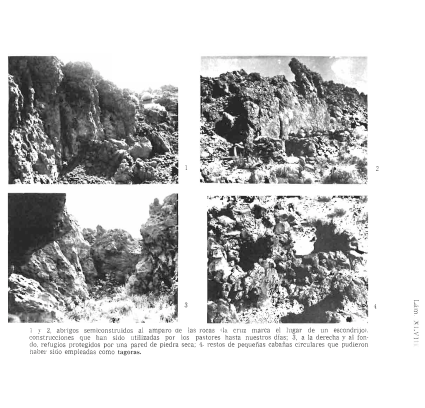 1
2
3
4
1 y 2, abrigos semiconstruidos al amparo de las rocas (la cruz marca el lugar de un escondrijo),
construcciones que han sido utilizadas por los pastores hasta nuestros días; 3, a la derecha y al fon-
do, refugios protegidos por una pared de piedra seca; 4- restos de pequeñas cabañas circulares que pudieron
haber sido empleadas como tagoras.
Lám. XLVIII